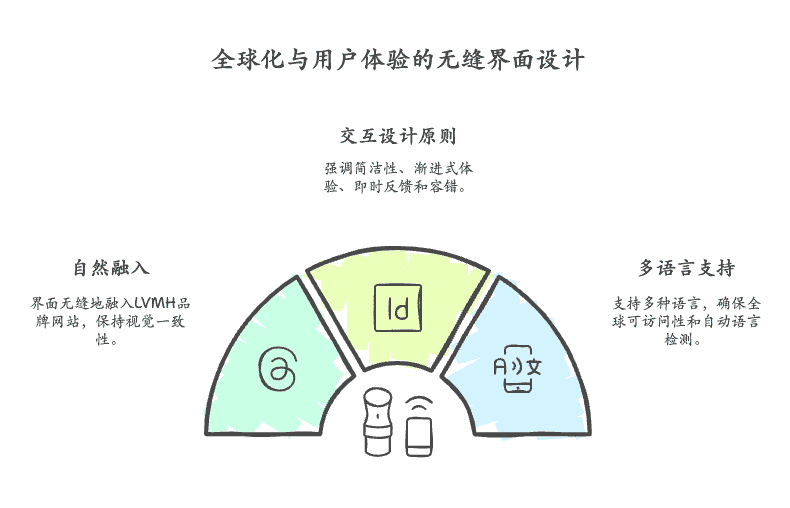 全球化与用户体验的无缝界面设计
交互设计原则
强调简洁性、渐进式体
验、即时反馈和容错。
自然融入
界面无缝地融入LVMH品
牌网站，保持视觉一致
性。
多语言支持
支持多种语言，确保全
球可访问性和自动语言
检测。
Id
A 文